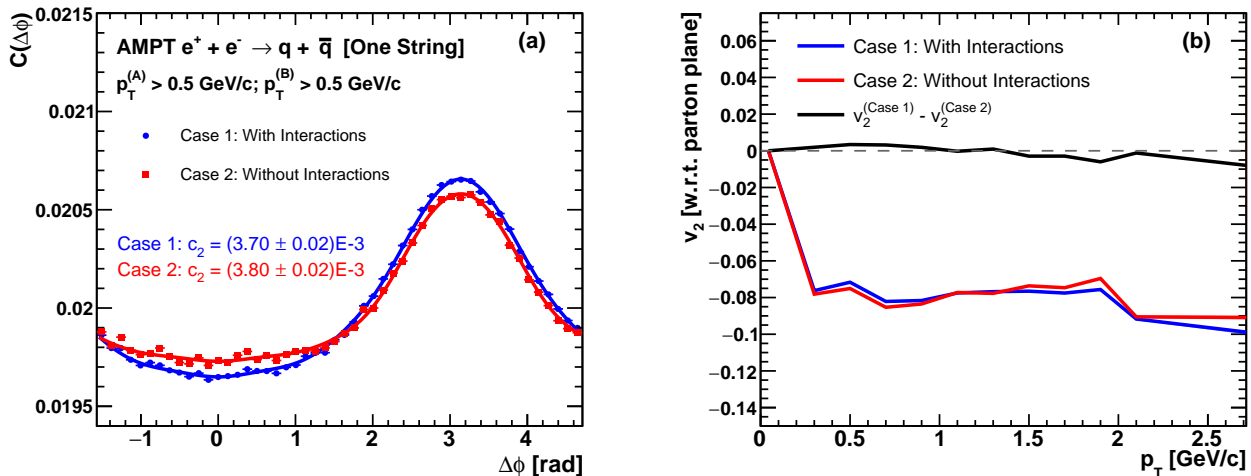 0.0215
0.021
0.0205
0.02
0.0195
C(Δϕ)
AMPT e⁺ + e⁻ → q + q̅ [One String]
(a)
p_T^(A) > 0.5 GeV/c; p_T^(B) > 0.5 GeV/c
Case 1: With Interactions
Case 2: Without Interactions
Case 1: c₂ = (3.70 ± 0.02)E-3
Case 2: c₂ = (3.80 ± 0.02)E-3
−1 0 1 2 3 4
Δϕ [rad]
0.06
0.04
0.02
0
−0.02
−0.04
−0.06
−0.08
−0.1
−0.12
−0.14
v₂ [w.r.t. parton plane]
Case 1: With Interactions
(b)
Case 2: Without Interactions
v₂^(Case 1) - v₂^(Case 2)
0 0.5 1 1.5 2 2.5
p_T [GeV/c]